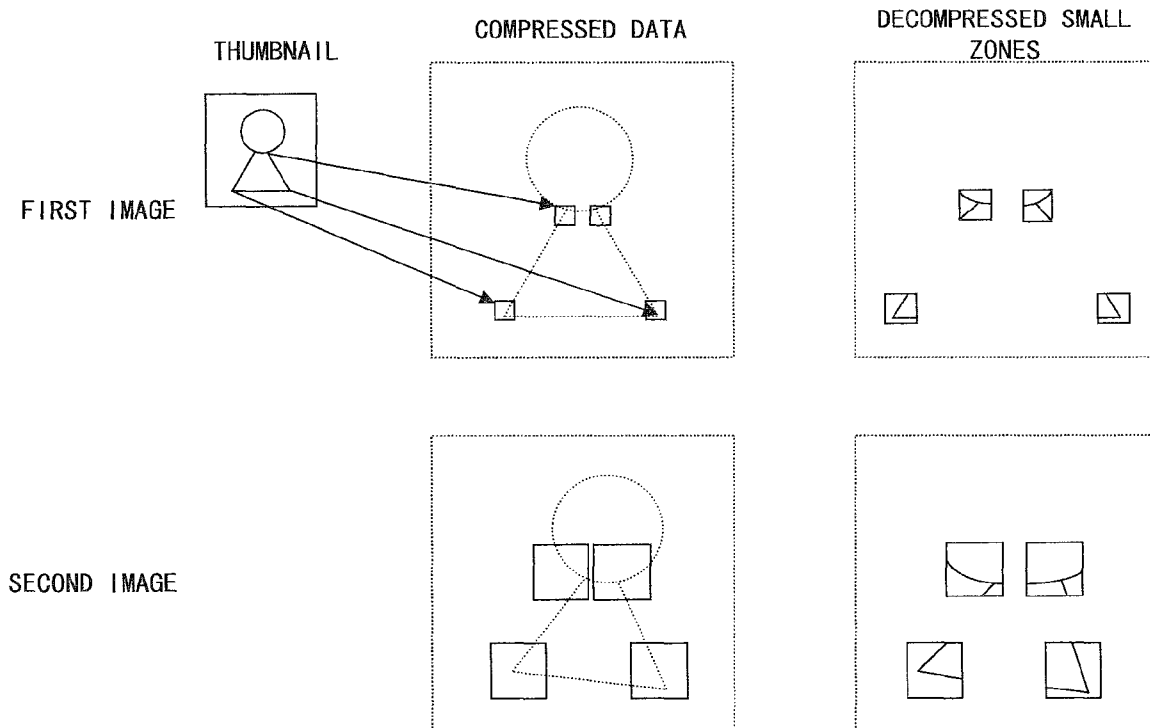 THUMBNAIL
COMPRESSED DATA
DECOMPRESSED SMALL
ZONES
FIRST IMAGE
SECOND IMAGE